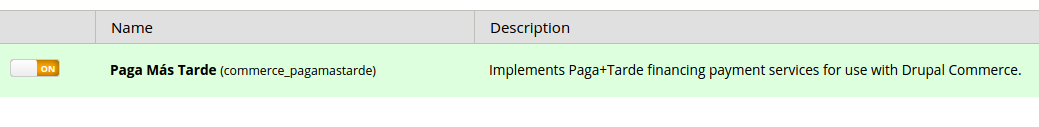 Name Description
ON Paga Más Tarde (commerce_pagamastarde) Implements Paga+Tarde financing payment services for use with Drupal Commerce.